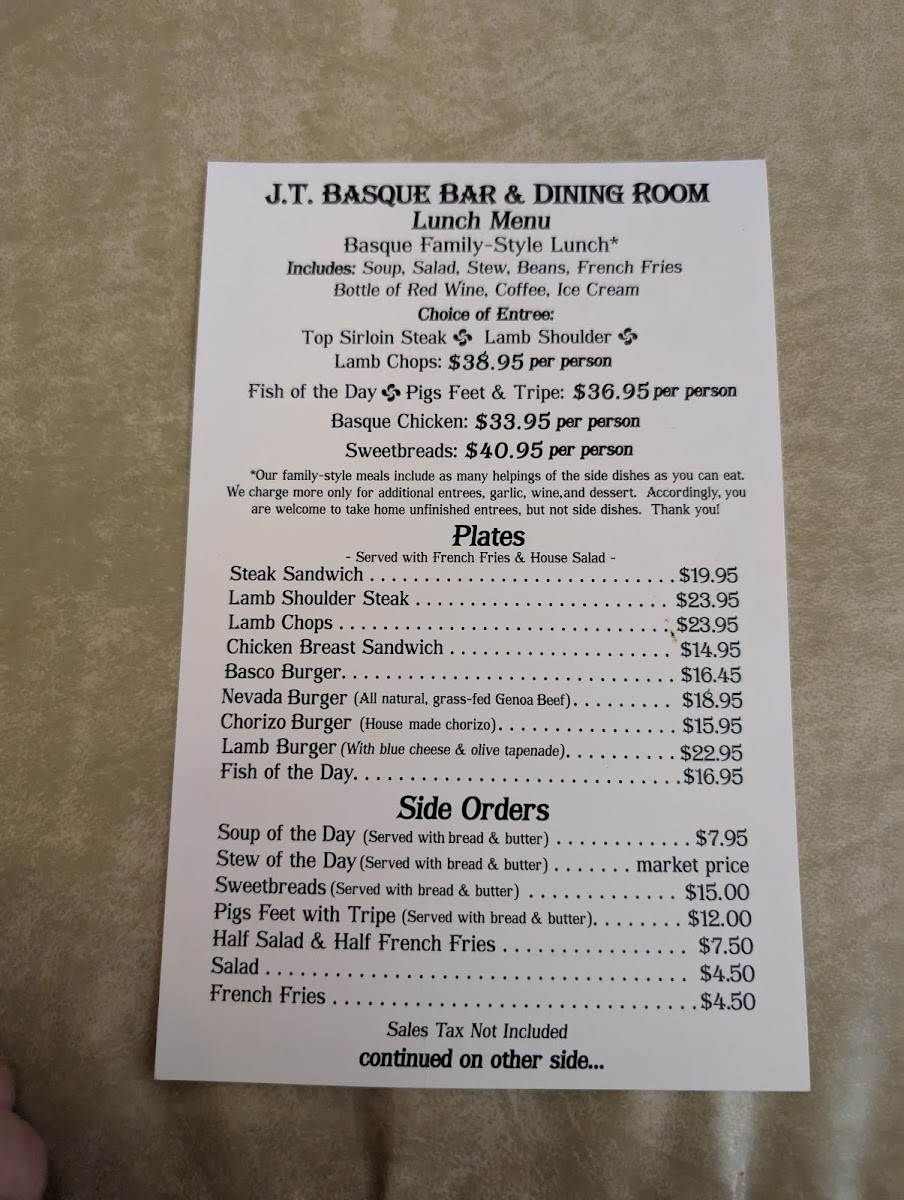 J.T. BASQUE BAR & DINING ROOM
Lunch Menu
Basque Family-Style Lunch*
Includes: Soup, Salad, Stew, Beans, French Fries
Bottle of Red Wine, Coffee, Ice Cream
Choice of Entree:
Top Sirloin Steak Lamb Shoulder
Lamb Chops: $38.95 per person
Fish of the Day Pigs Feet & Tripe: $36.95 per person
Basque Chicken: $33.95 per person
Sweetbreads: $40.95 per person
*Our family-style meals include as many helpings of the side dishes as you can eat.
We charge more only for additional entrees, garlic, wine,and dessert. Accordingly, you
are welcome to take home unfinished entrees, but not side dishes. Thank you!
Plates
- Served with French Fries & House Salad -
Steak Sandwich . . . . . . . . . . . . . . . . . . . . . . . . . . . . . $19.95
Lamb Shoulder Steak . . . . . . . . . . . . . . . . . . . . . . . . $23.95
Lamb Chops . . . . . . . . . . . . . . . . . . . . . . . . . . . . . . . $23.95
Chicken Breast Sandwich . . . . . . . . . . . . . . . . . . . . . $14.95
Basco Burger. . . . . . . . . . . . . . . . . . . . . . . . . . . . . . . $16.45
Nevada Burger (All natural, grass-fed Genoa Beef). . . . . . . . . $18.95
Chorizo Burger (House made chorizo). . . . . . . . . . . . . . . . . $15.95
Lamb Burger (With blue cheese & olive tapenade). . . . . . . . . . $22.95
Fish of the Day. . . . . . . . . . . . . . . . . . . . . . . . . . . . . . $16.95
Side Orders
Soup of the Day (Served with bread & butter) . . . . . . . . . . . . $7.95
Stew of the Day (Served with bread & butter) . . . . . . . market price
Sweetbreads (Served with bread & butter) . . . . . . . . . . . . . $15.00
Pigs Feet with Tripe (Served with bread & butter). . . . . . . $12.00
Half Salad & Half French Fries . . . . . . . . . . . . . . . . $7.50
Salad . . . . . . . . . . . . . . . . . . . . . . . . . . . . . . . . . . . . . . $4.50
French Fries . . . . . . . . . . . . . . . . . . . . . . . . . . . . . . . . $4.50
Sales Tax Not Included
continued on other side...